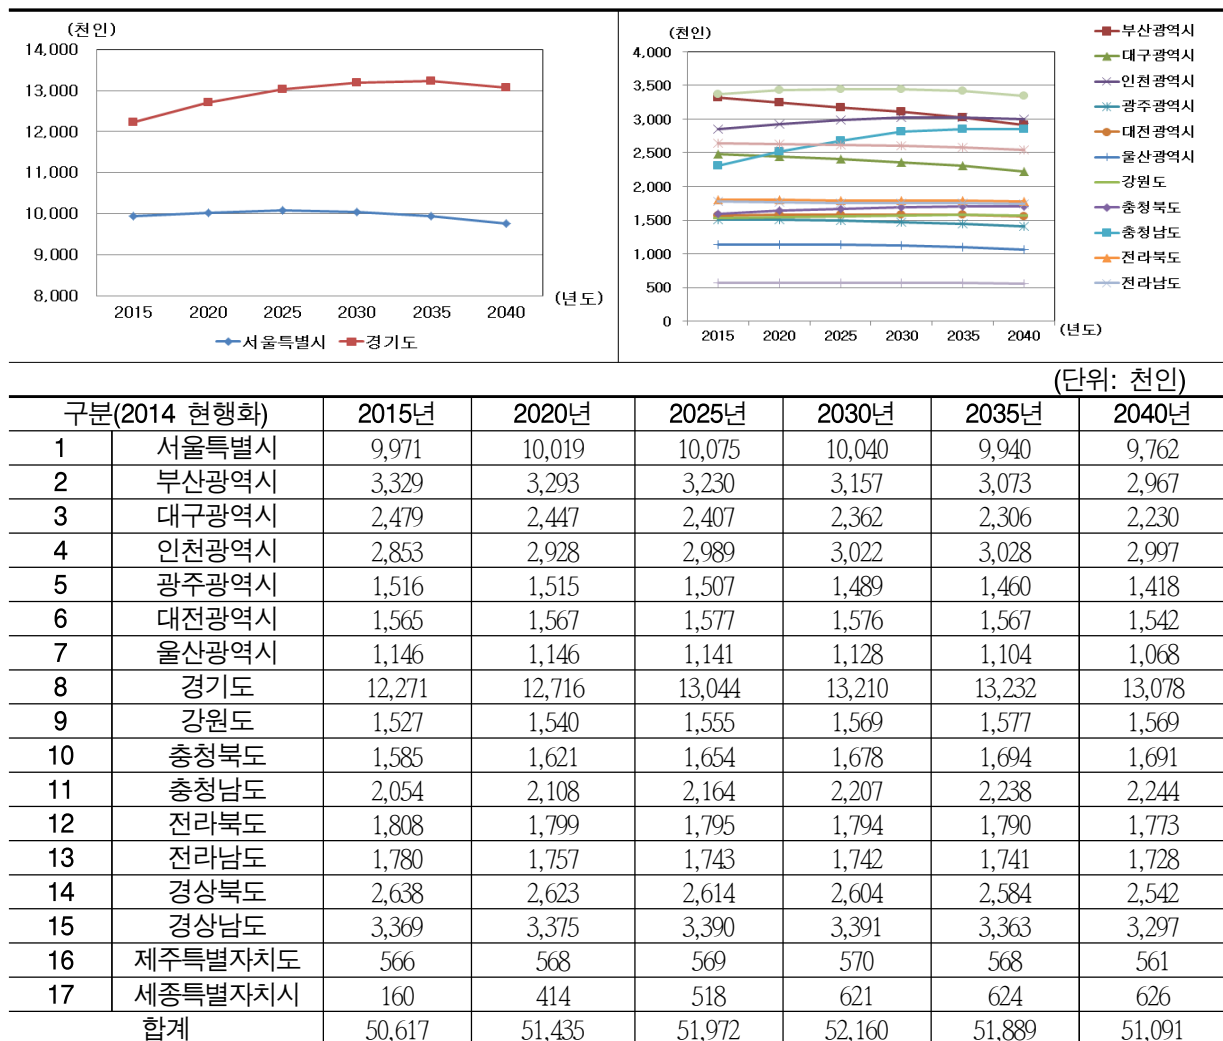 (천인)
14,000
13,000
12,000
11,000
10,000
9,000
8,000
2015 2020 2025 2030 2035 2040
(년도)
서울특별시 경기도
(천인)
4,000
3,500
3,000
2,500
2,000
1,500
1,000
500
0
2015 2020 2025 2030 2035 2040
(년도)
부산광역시
대구광역시
인천광역시
광주광역시
대전광역시
울산광역시
강원도
충청북도
충청남도
전라북도
전라남도
(단위: 천인)
구분(2014 현행화) 2015년 2020년 2025년 2030년 2035년 2040년
1 서울특별시 9,971 10,019 10,075 10,040 9,940 9,762
2 부산광역시 3,329 3,293 3,230 3,157 3,073 2,967
3 대구광역시 2,479 2,447 2,407 2,362 2,306 2,230
4 인천광역시 2,853 2,928 2,989 3,022 3,028 2,997
5 광주광역시 1,516 1,515 1,507 1,489 1,460 1,418
6 대전광역시 1,565 1,567 1,577 1,576 1,567 1,542
7 울산광역시 1,146 1,146 1,141 1,128 1,104 1,068
8 경기도 12,271 12,716 13,044 13,210 13,232 13,078
9 강원도 1,527 1,540 1,555 1,569 1,577 1,569
10 충청북도 1,585 1,621 1,654 1,678 1,694 1,691
11 충청남도 2,054 2,108 2,164 2,207 2,238 2,244
12 전라북도 1,808 1,799 1,795 1,794 1,790 1,773
13 전라남도 1,780 1,757 1,743 1,742 1,741 1,728
14 경상북도 2,638 2,623 2,614 2,604 2,584 2,542
15 경상남도 3,369 3,375 3,390 3,391 3,363 3,297
16 제주특별자치도 566 568 569 570 568 561
17 세종특별자치시 160 414 518 621 624 626
합계 50,617 51,435 51,972 52,160 51,889 51,091